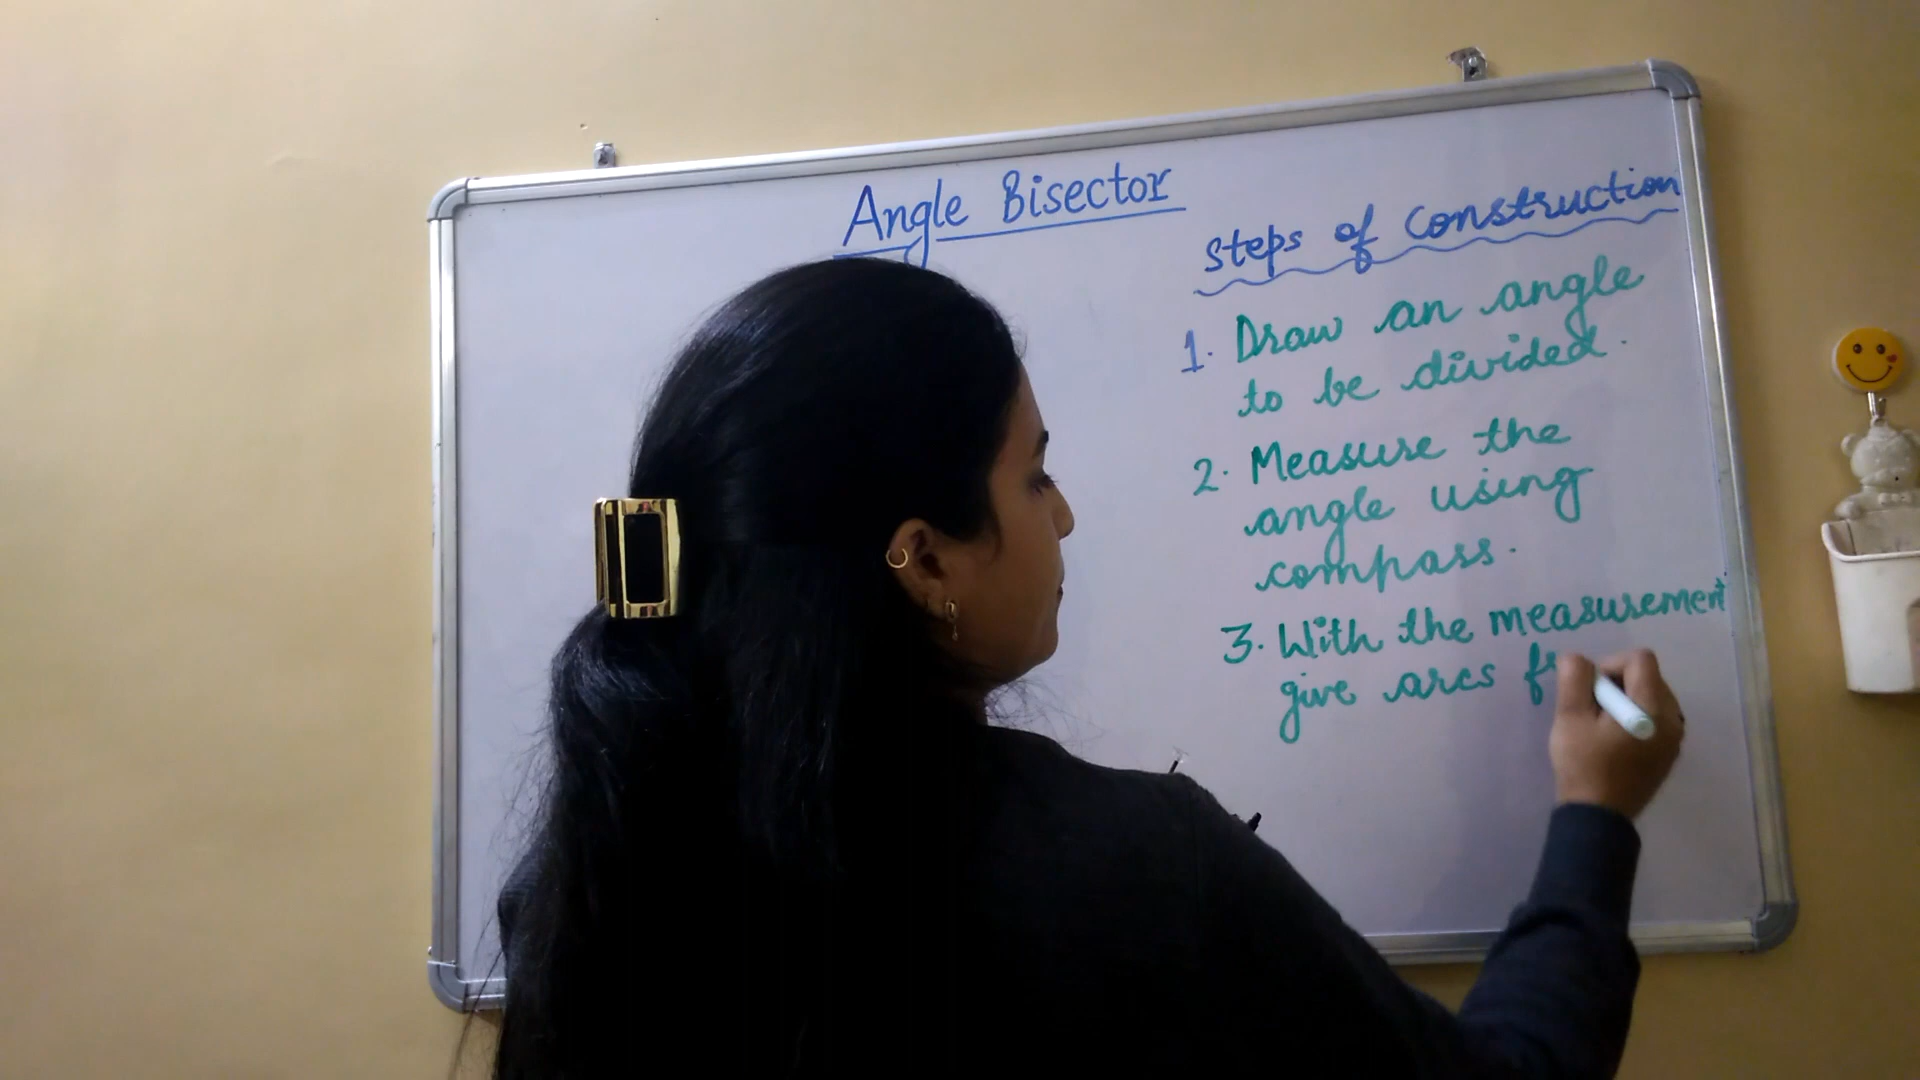 Angle Bisector
Steps of Construction
1. Draw an angle
to be divided.
2. Measure the
angle using
compass.
3. With the measurement
give arcs